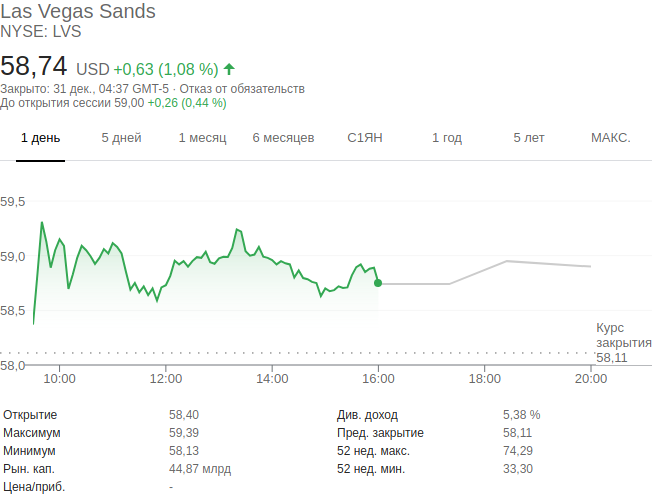 Las Vegas Sands
NYSE: LVS
58,74 USD +0,63 (1,08 %)
Закрыто: 31 дек., 04:37 GMT-5 · Отказ от обязательств
До открытия сессии 59,00 +0,26 (0,44 %)
1 день 5 дней 1 месяц 6 месяцев С1ЯН 1 год 5 лет МАКС.
59,5
59,0
58,5
Курс
закрытия
58,11
58,0
10:00 12:00 14:00 16:00 18:00 20:00
Открытие 58,40 Див. доход 5,38 %
Максимум 59,39 Пред. закрытие 58,11
Минимум 58,13 52 нед. макс. 74,29
Рын. кап. 44,87 млрд 52 нед. мин. 33,30
Цена/приб. -